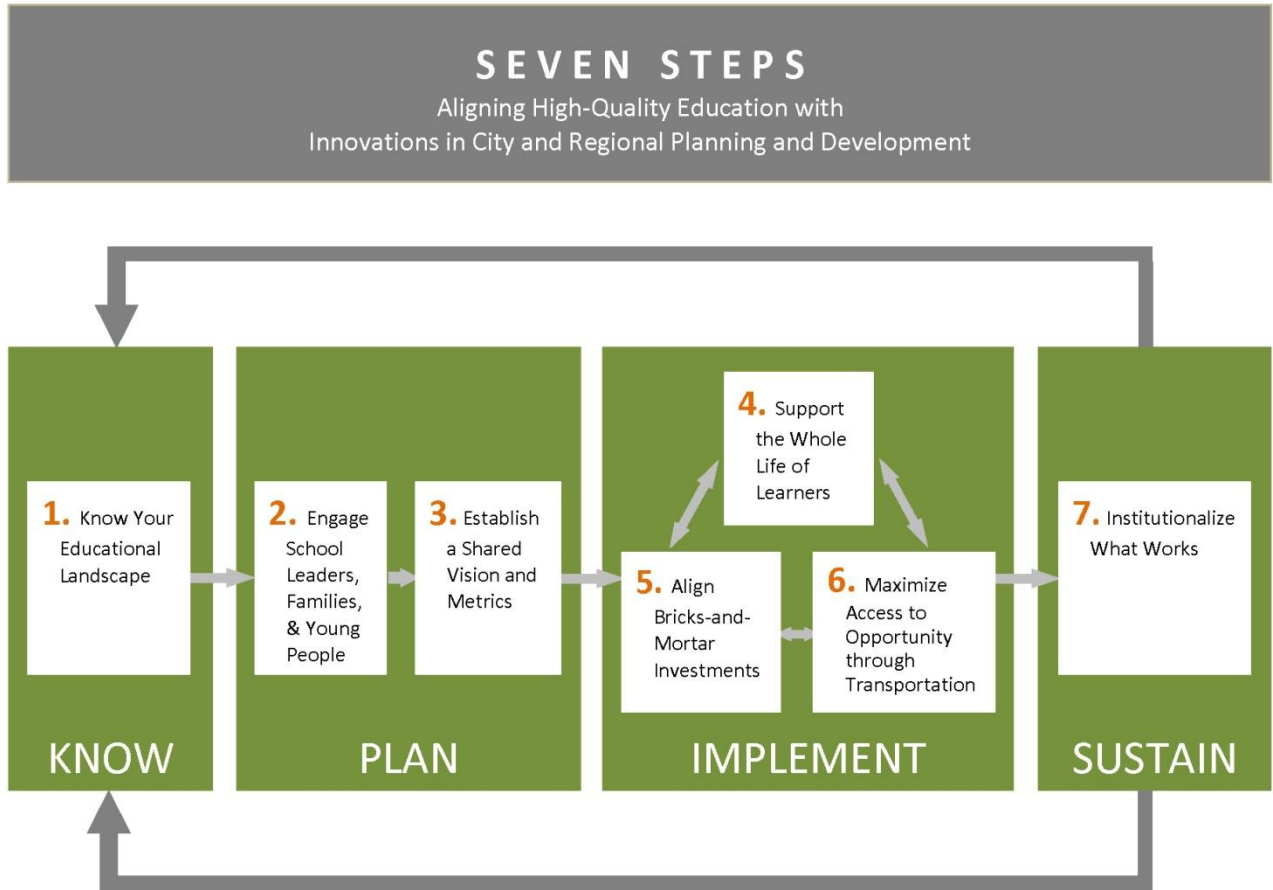 SEVEN STEPS
Aligning High-Quality Education with
Innovations in City and Regional Planning and Development
1. Know Your
Educational
Landscape
KNOW
2. Engage
School
Leaders,
Families,
& Young
People
3. Establish
a Shared
Vision and
Metrics
PLAN
4. Support
the Whole
Life of
Learners
5. Align
Bricks-and-
Mortar
Investments
6. Maximize
Access to
Opportunity
through
Transportation
IMPLEMENT
7. Institutionalize
What Works
SUSTAIN